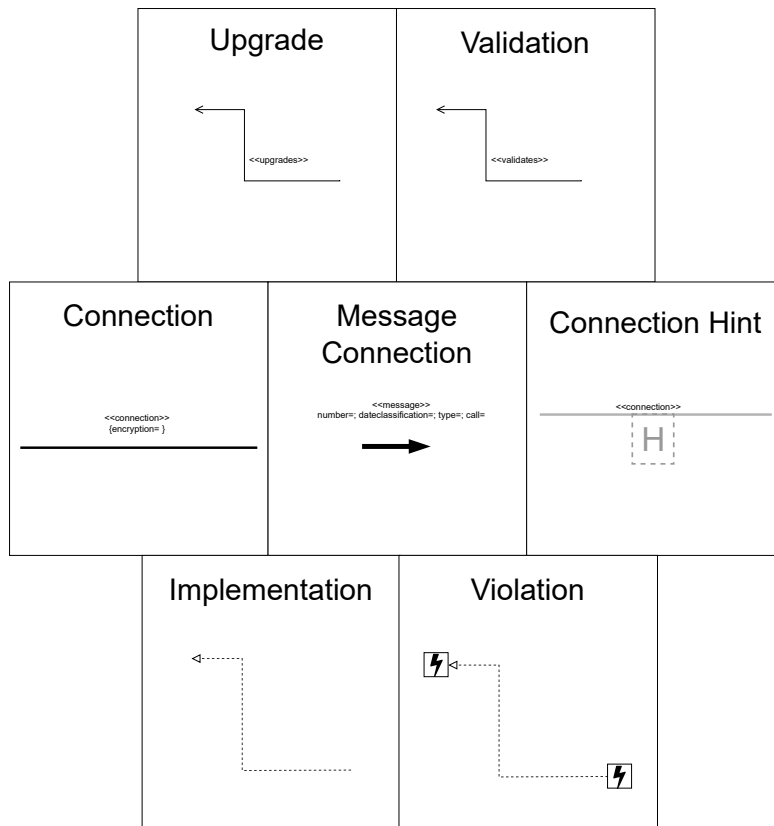 Upgrade
Validation
<<upgrades>>
<<validates>>
Connection
Message
Connection
Connection Hint
<<connection>>
{encryption= }
<<message>>
number=; dateclassification=; type=; call=
<<connection>>
H
Implementation
Violation